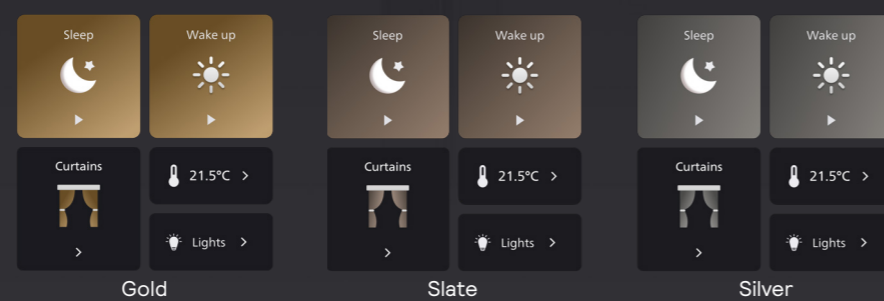 Sleep
Wake up
Curtains
21.5°C
Lights
Gold
Sleep
Wake up
Curtains
21.5°C
Lights
Slate
Sleep
Wake up
Curtains
21.5°C
Lights
Silver